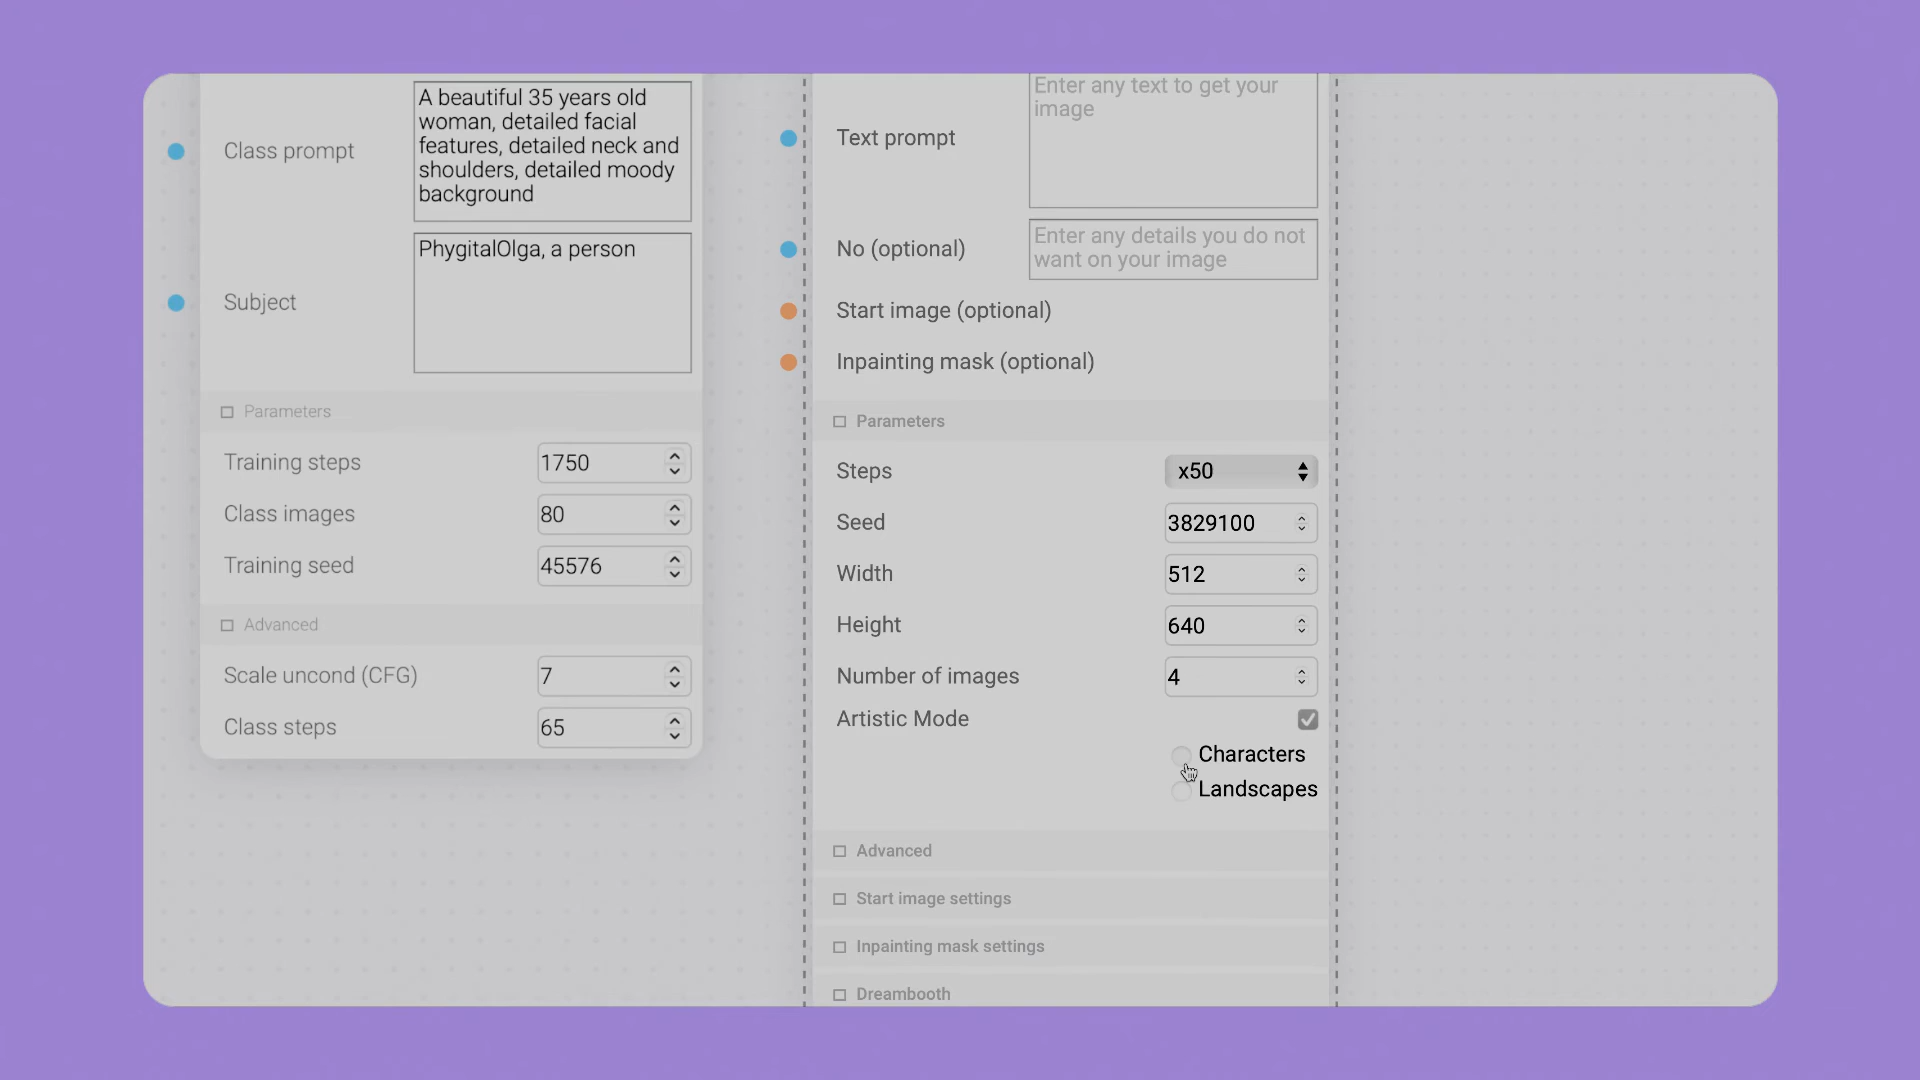 Class prompt
A beautiful 35 years old
woman, detailed facial
features, detailed neck and
shoulders, detailed moody
background
Subject
PhygitalOlga, a person
Parameters
Training steps
1750
Class images
80
Training seed
45576
Advanced
Scale uncond (CFG)
7
Class steps
65
Text prompt
Enter any text to get your
image
No (optional)
Enter any details you do not
want on your image
Start image (optional)
Inpainting mask (optional)
Parameters
Steps
x50
Seed
3829100
Width
512
Height
640
Number of images
4
Artistic Mode
Characters
Landscapes
Advanced
Start image settings
Inpainting mask settings
Dreambooth